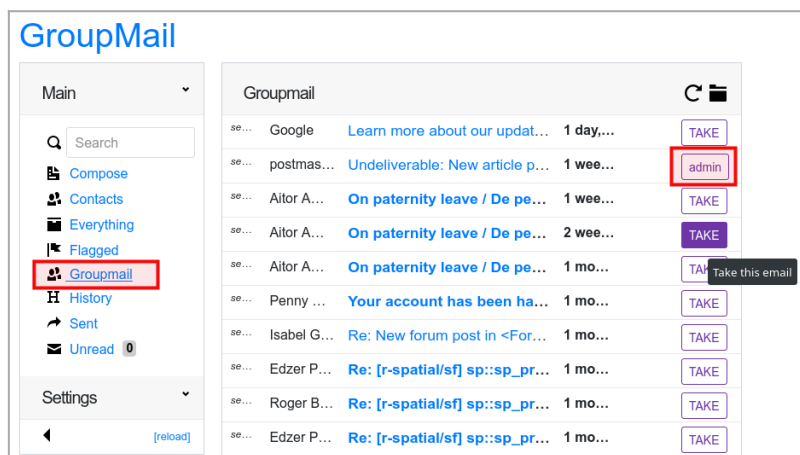 GroupMail
Main
Search
Compose
Contacts
Everything
Flagged
Groupmail
History
Sent
Unread 0
Settings
[reload]
Groupmail
se... Google Learn more about our updat... 1 day,... TAKE
se... postmas... Undeliverable: New article p... 1 wee... admin
se... Aitor A... On paternity leave / De pe... 1 wee... TAKE
se... Aitor A... On paternity leave / De pe... 2 wee... TAKE
se... Aitor A... On paternity leave / De pe... 1 mo... TAK
Take this email
se... Penny ... Your account has been ha... 1 mo... TAKE
se... Isabel G... Re: New forum post in <For... 1 mo... TAKE
se... Edzer P... Re: [r-spatial/sf] sp::sp_pr... 1 mo... TAKE
se... Roger B... Re: [r-spatial/sf] sp::sp_pr... 1 mo... TAKE
se... Edzer P... Re: [r-spatial/sf] sp::sp_pr... 1 mo... TAKE